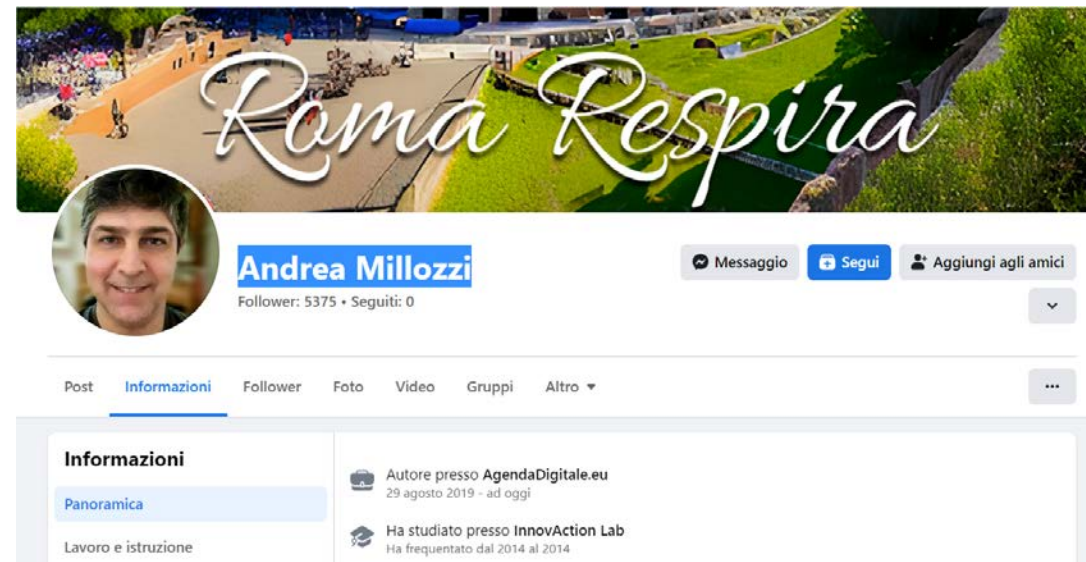 Roma Respira
Andrea Millozzi
Follower: 5375 • Seguiti: 0
Messaggio
Segui
Aggiungi agli amici
Post Informazioni Follower Foto Video Gruppi Altro
Informazioni
Panoramica
Lavoro e istruzione
Autore presso AgendaDigitale.eu
29 agosto 2019 - ad oggi
Ha studiato presso InnovAction Lab
Ha frequentato dal 2014 al 2014